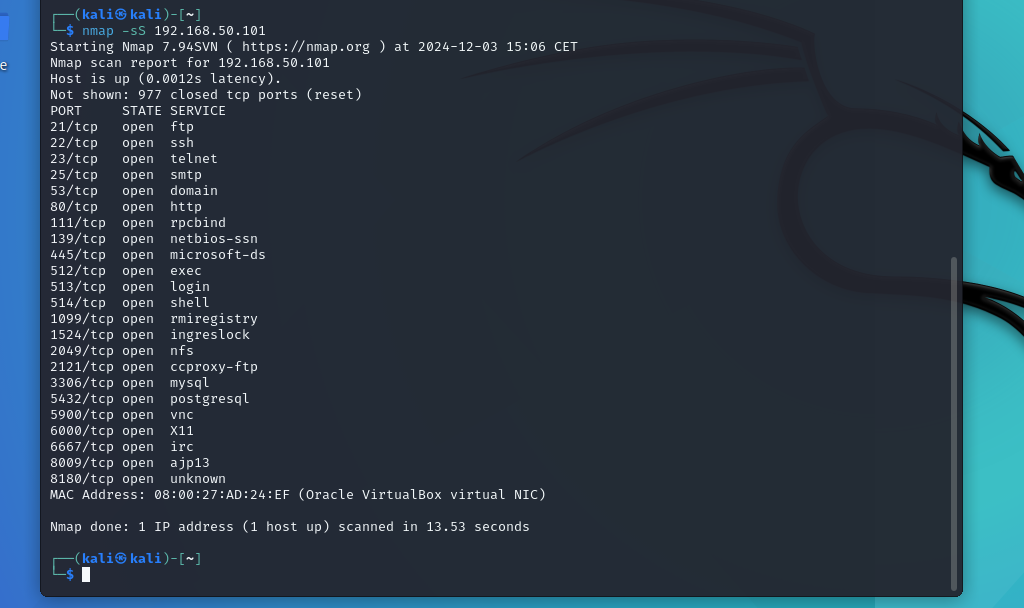 e
┌──(kali㉿kali)-[~]
└─$ nmap -sS 192.168.50.101
Starting Nmap 7.94SVN ( https://nmap.org ) at 2024-12-03 15:06 CET
Nmap scan report for 192.168.50.101
Host is up (0.0012s latency).
Not shown: 977 closed tcp ports (reset)
PORT     STATE SERVICE
21/tcp   open  ftp
22/tcp   open  ssh
23/tcp   open  telnet
25/tcp   open  smtp
53/tcp   open  domain
80/tcp   open  http
111/tcp  open  rpcbind
139/tcp  open  netbios-ssn
445/tcp  open  microsoft-ds
512/tcp  open  exec
513/tcp  open  login
514/tcp  open  shell
1099/tcp open  rmiregistry
1524/tcp open  ingreslock
2049/tcp open  nfs
2121/tcp open  ccproxy-ftp
3306/tcp open  mysql
5432/tcp open  postgresql
5900/tcp open  vnc
6000/tcp open  X11
6667/tcp open  irc
8009/tcp open  ajp13
8180/tcp open  unknown
MAC Address: 08:00:27:AD:24:EF (Oracle VirtualBox virtual NIC)
Nmap done: 1 IP address (1 host up) scanned in 13.53 seconds
┌──(kali㉿kali)-[~]
└─$